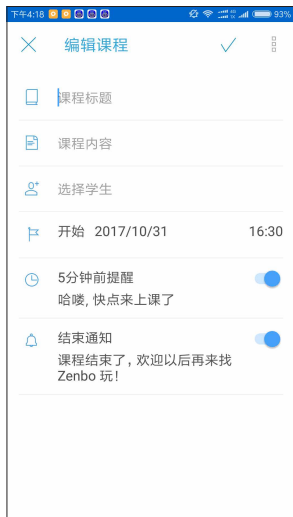 下午4:18 93%
编辑课程
课程标题
课程内容
选择学生
开始 2017/10/31 16:30
5分钟前提醒
哈喽, 快点来上课了
结束通知
课程结束了, 欢迎以后再来找
Zenbo 玩!